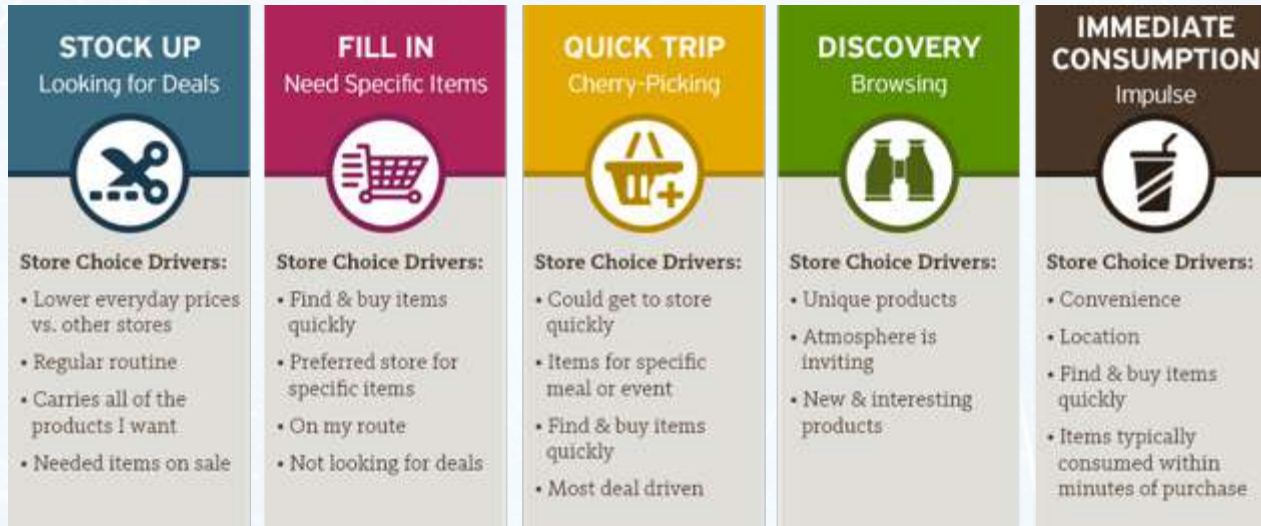 STOCK UP
Looking for Deals
Store Choice Drivers:
• Lower everyday prices
vs. other stores
• Regular routine
• Carries all of the
products I want
• Needed items on sale
FILL IN
Need Specific Items
Store Choice Drivers:
• Find & buy items
quickly
• Preferred store for
specific items
• On my route
• Not looking for deals
QUICK TRIP
Cherry-Picking
Store Choice Drivers:
• Could get to store
quickly
• Items for specific
meal or event
• Find & buy items
quickly
• Most deal driven
DISCOVERY
Browsing
Store Choice Drivers:
• Unique products
• Atmosphere is
inviting
• New & interesting
products
IMMEDIATE
CONSUMPTION
Impulse
Store Choice Drivers:
• Convenience
• Location
• Find & buy items
quickly
• Items typically
consumed within
minutes of purchase